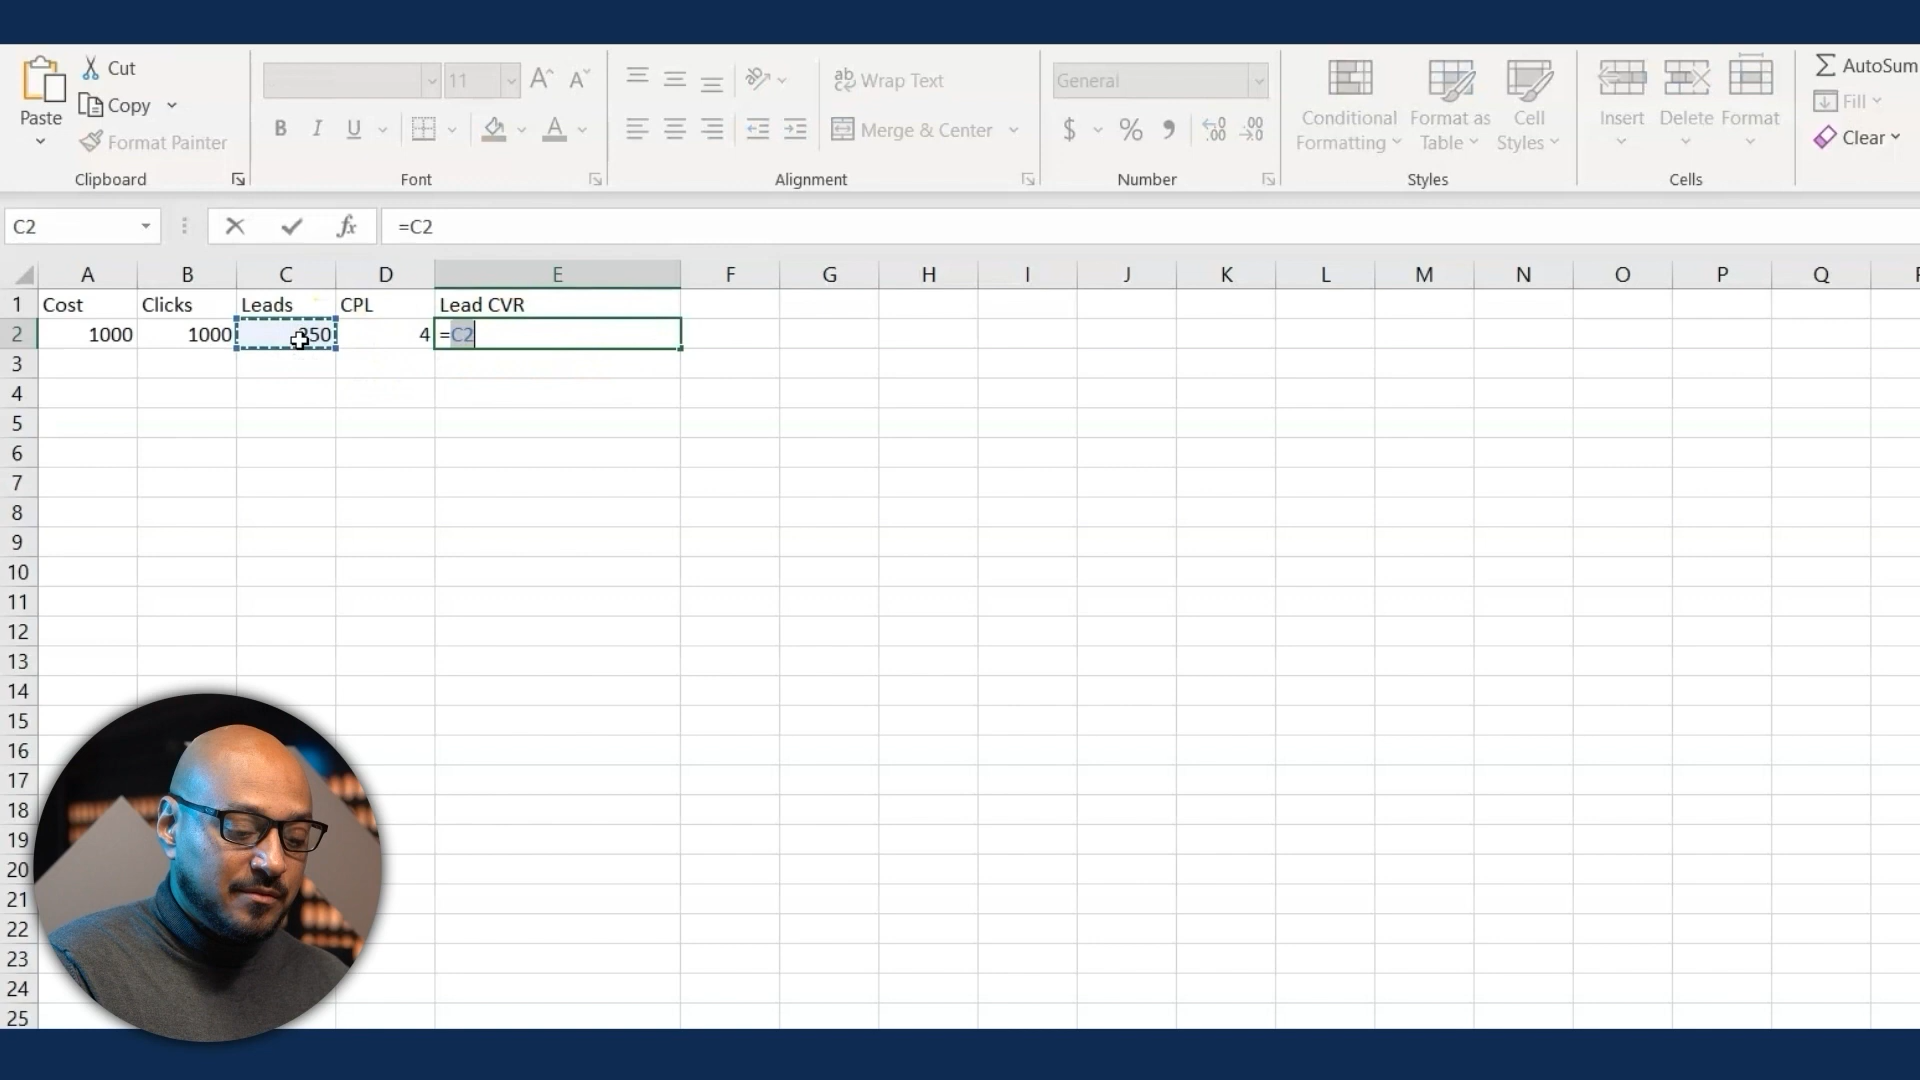 Cut
Copy
Paste
Format Painter
Clipboard
11
B I U
Font
ab Wrap Text
Merge & Center
Alignment
General
$ % ,
Number
Conditional Formatting
Format as Table
Cell Styles
Styles
Insert Delete Format
Cells
AutoSum
Fill
Clear
C2
fx
=C2
A B C D E F G H I J K L M N O P Q
1 Cost Clicks Leads CPL Lead CVR
2 1000 1000 250 4 =C2
3
4
5
6
7
8
9
10
11
12
13
14
15
16
17
18
19
20
21
22
23
24
25